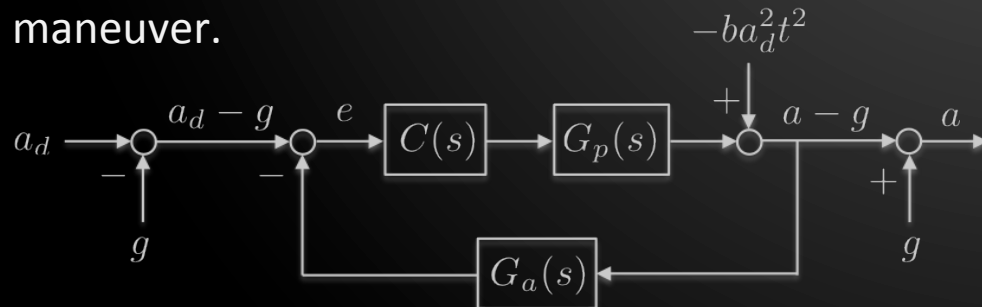 maneuver.
$-ba_d^2t^2$
$a_d$
−
$g$
$a_d - g$
−
$e$
$C(s)$
$G_p(s)$
+
$a - g$
+
$g$
$a$
$G_a(s)$